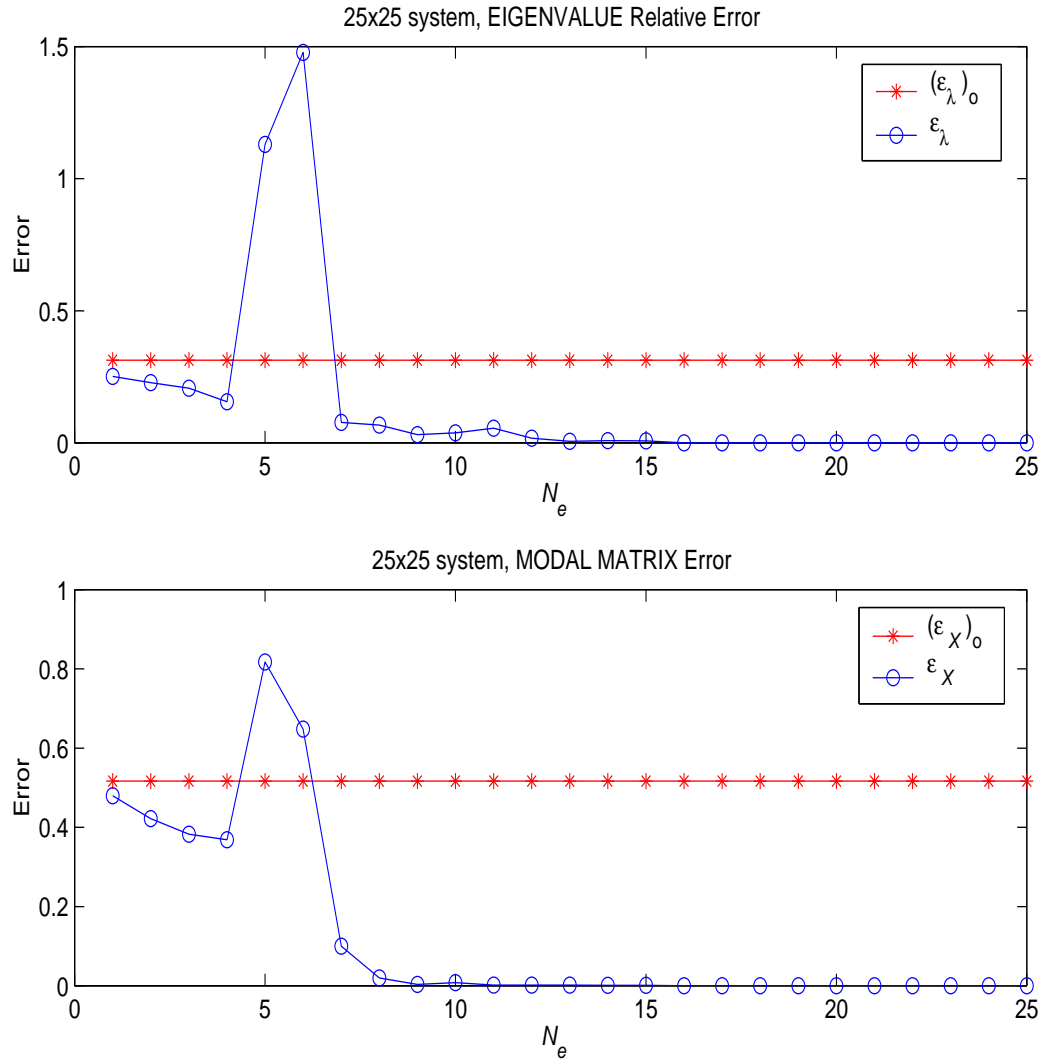 25x25 system, EIGENVALUE Relative Error
1.5
1
0.5
0
Error
(ε_λ)_o
ε_λ
0 5 10 15 20 25
N_e
25x25 system, MODAL MATRIX Error
1
0.8
0.6
0.4
0.2
0
Error
(ε_X)_o
ε_X
0 5 10 15 20 25
N_e